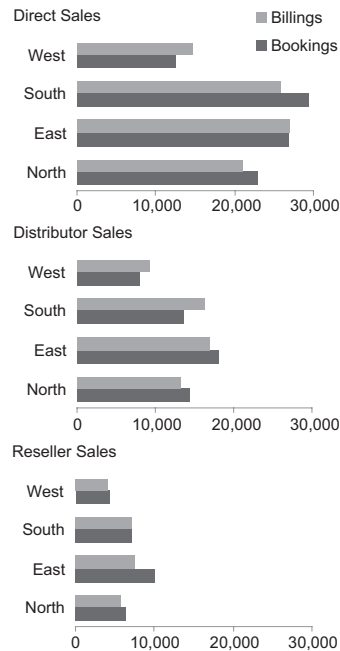 Direct Sales
Billings
Bookings
West
South
East
North
0 10,000 20,000 30,000
Distributor Sales
West
South
East
North
0 10,000 20,000 30,000
Reseller Sales
West
South
East
North
0 10,000 20,000 30,000